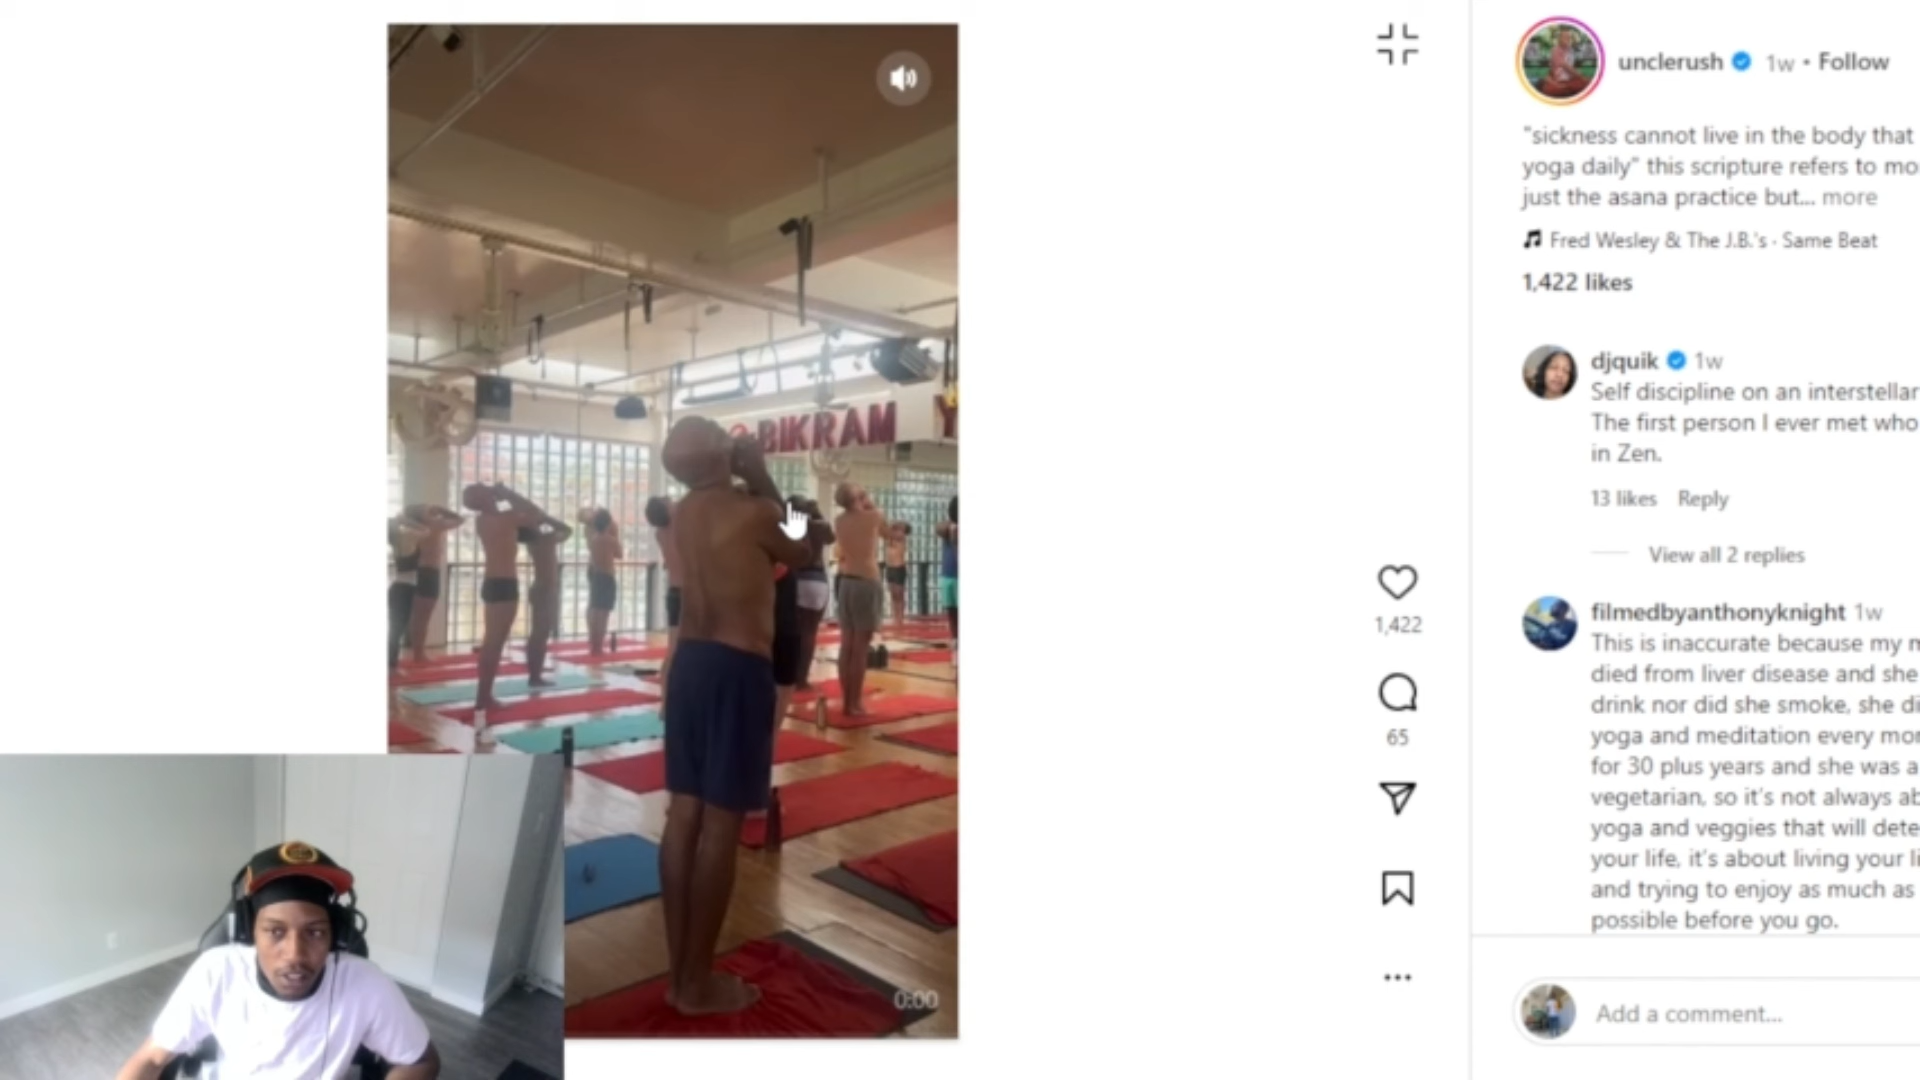 unclerush 1w • Follow
"sickness cannot live in the body that
yoga daily" this scripture refers to mo
just the asana practice but... more
Fred Wesley & The J.B.'s · Same Beat
1,422 likes
djquik 1w
Self discipline on an interstellar
The first person I ever met who
in Zen.
13 likes Reply
View all 2 replies
filmedbyanthonyknight 1w
This is inaccurate because my m
died from liver disease and she
drink nor did she smoke, she di
yoga and meditation every mor
for 30 plus years and she was a
vegetarian, so it's not always ab
yoga and veggies that will dete
your life, it's about living your li
and trying to enjoy as much as
possible before you go.
Add a comment...
1,422
65
BIKRAM Y
0:00